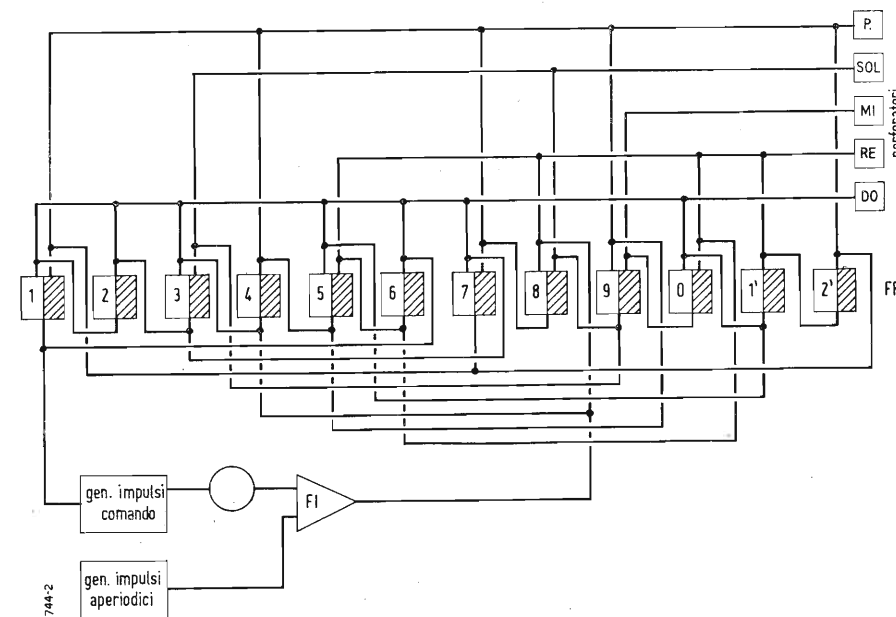 P.
SOL
MI
RE
DO
perforatori
1
2
3
4
5
6
7
8
9
0
1'
2'
FF
gen. impulsi
comando
FI
gen. impulsi
aperiodici
744-2